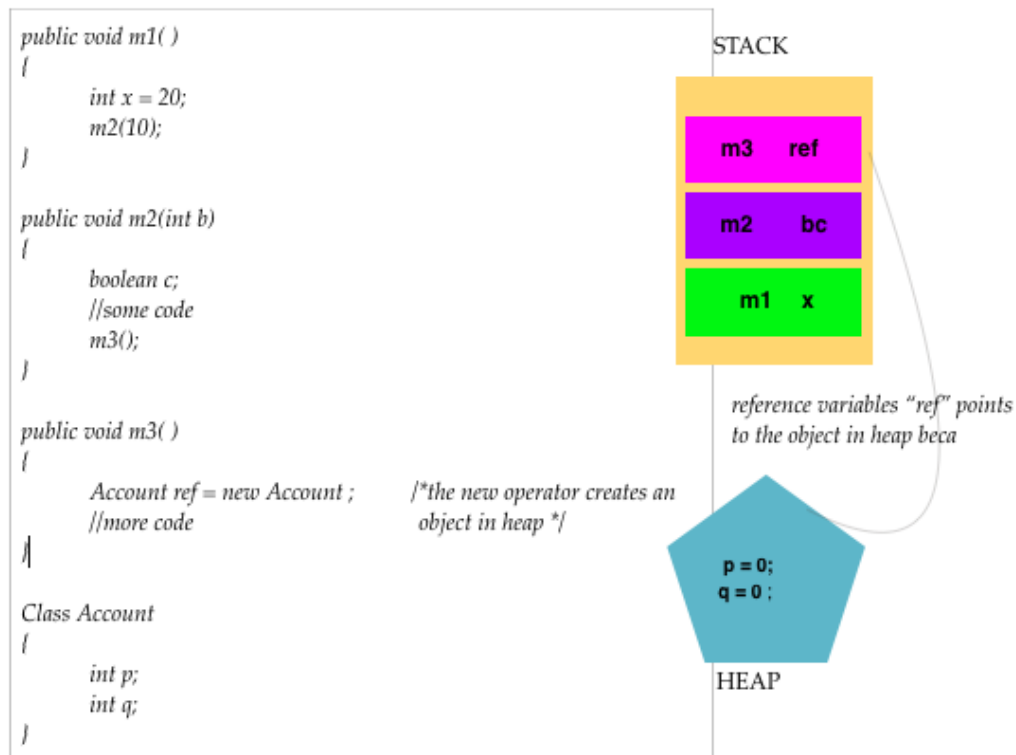 public void m1( )
{
int x = 20;
m2(10);
}
public void m2(int b)
{
boolean c;
//some code
m3();
}
public void m3( )
{
Account ref = new Account ; /*the new operator creates an
//more code object in heap */
}
Class Account
{
int p;
int q;
}
STACK
m3 ref
m2 bc
m1 x
reference variables “ref” points
to the object in heap beca
p = 0;
q = 0 ;
HEAP